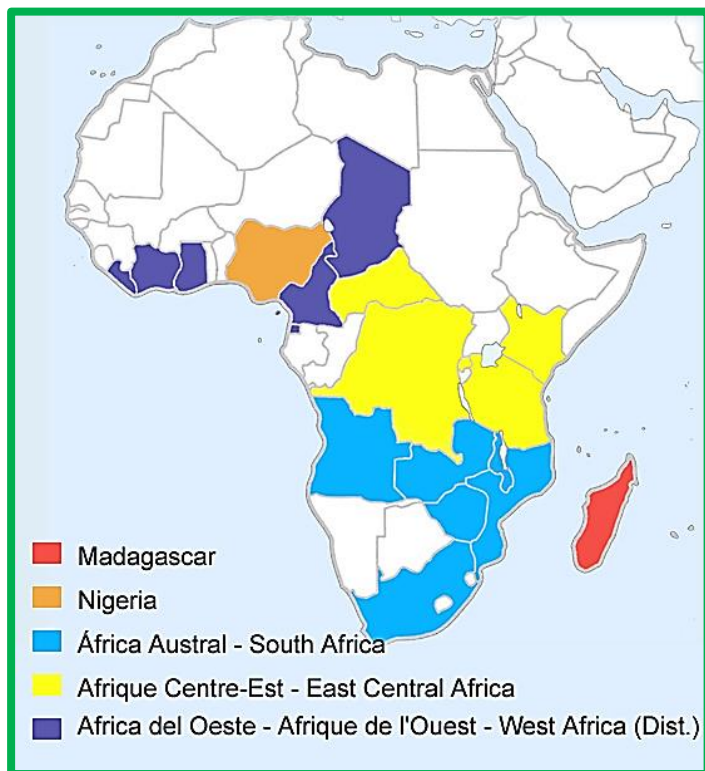 Madagascar
Nigeria
África Austral - South Africa
Afrique Centre-Est - East Central Africa
Africa del Oeste - Afrique de l'Ouest - West Africa (Dist.)